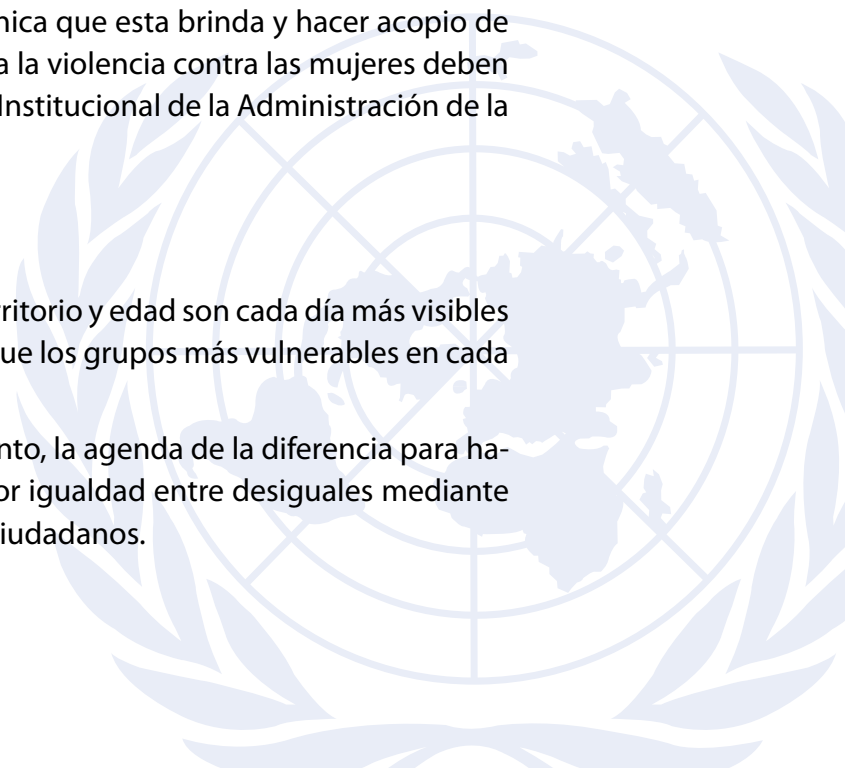 nica que esta brinda y hacer acopio de
a la violencia contra las mujeres deben
Institucional de la Administración de la
ritorio y edad son cada día más visibles
ue los grupos más vulnerables en cada
nto, la agenda de la diferencia para ha-
or igualdad entre desiguales mediante
iudadanos.